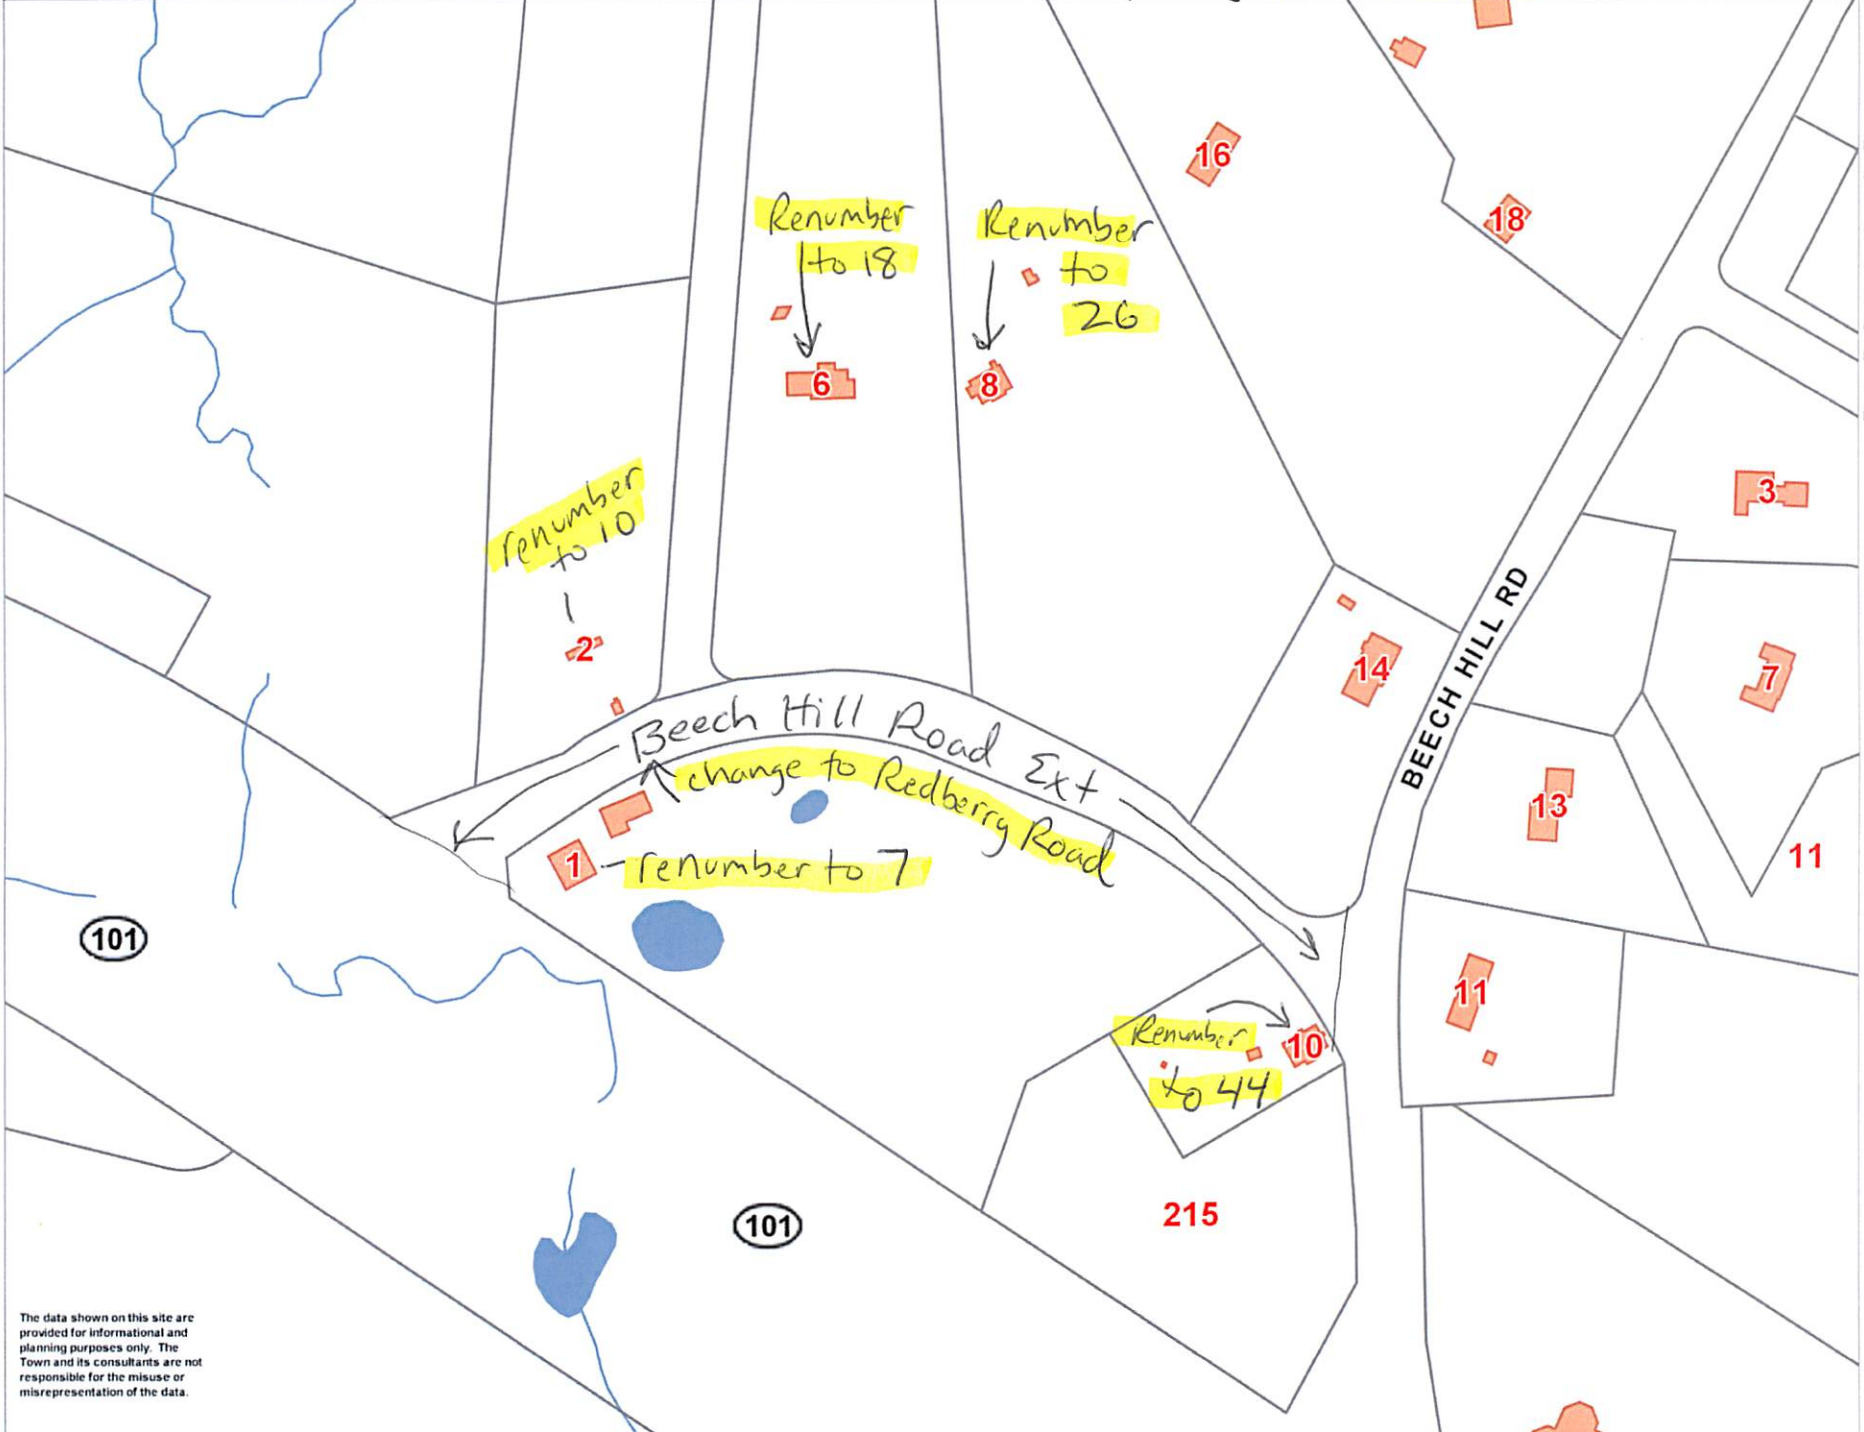 16
18
Renumber
to 18
Renumber
to
26
6
8
3
renumber
to 10
2
14
BEECH HILL RD
7
Beech Hill Road Ext
change to Redberry Road
13
1
renumber to 7
11
101
11
Renumber
to 44
10
215
101
The data shown on this site are
provided for informational and
planning purposes only. The
Town and its consultants are not
responsible for the misuse or
misrepresentation of the data.